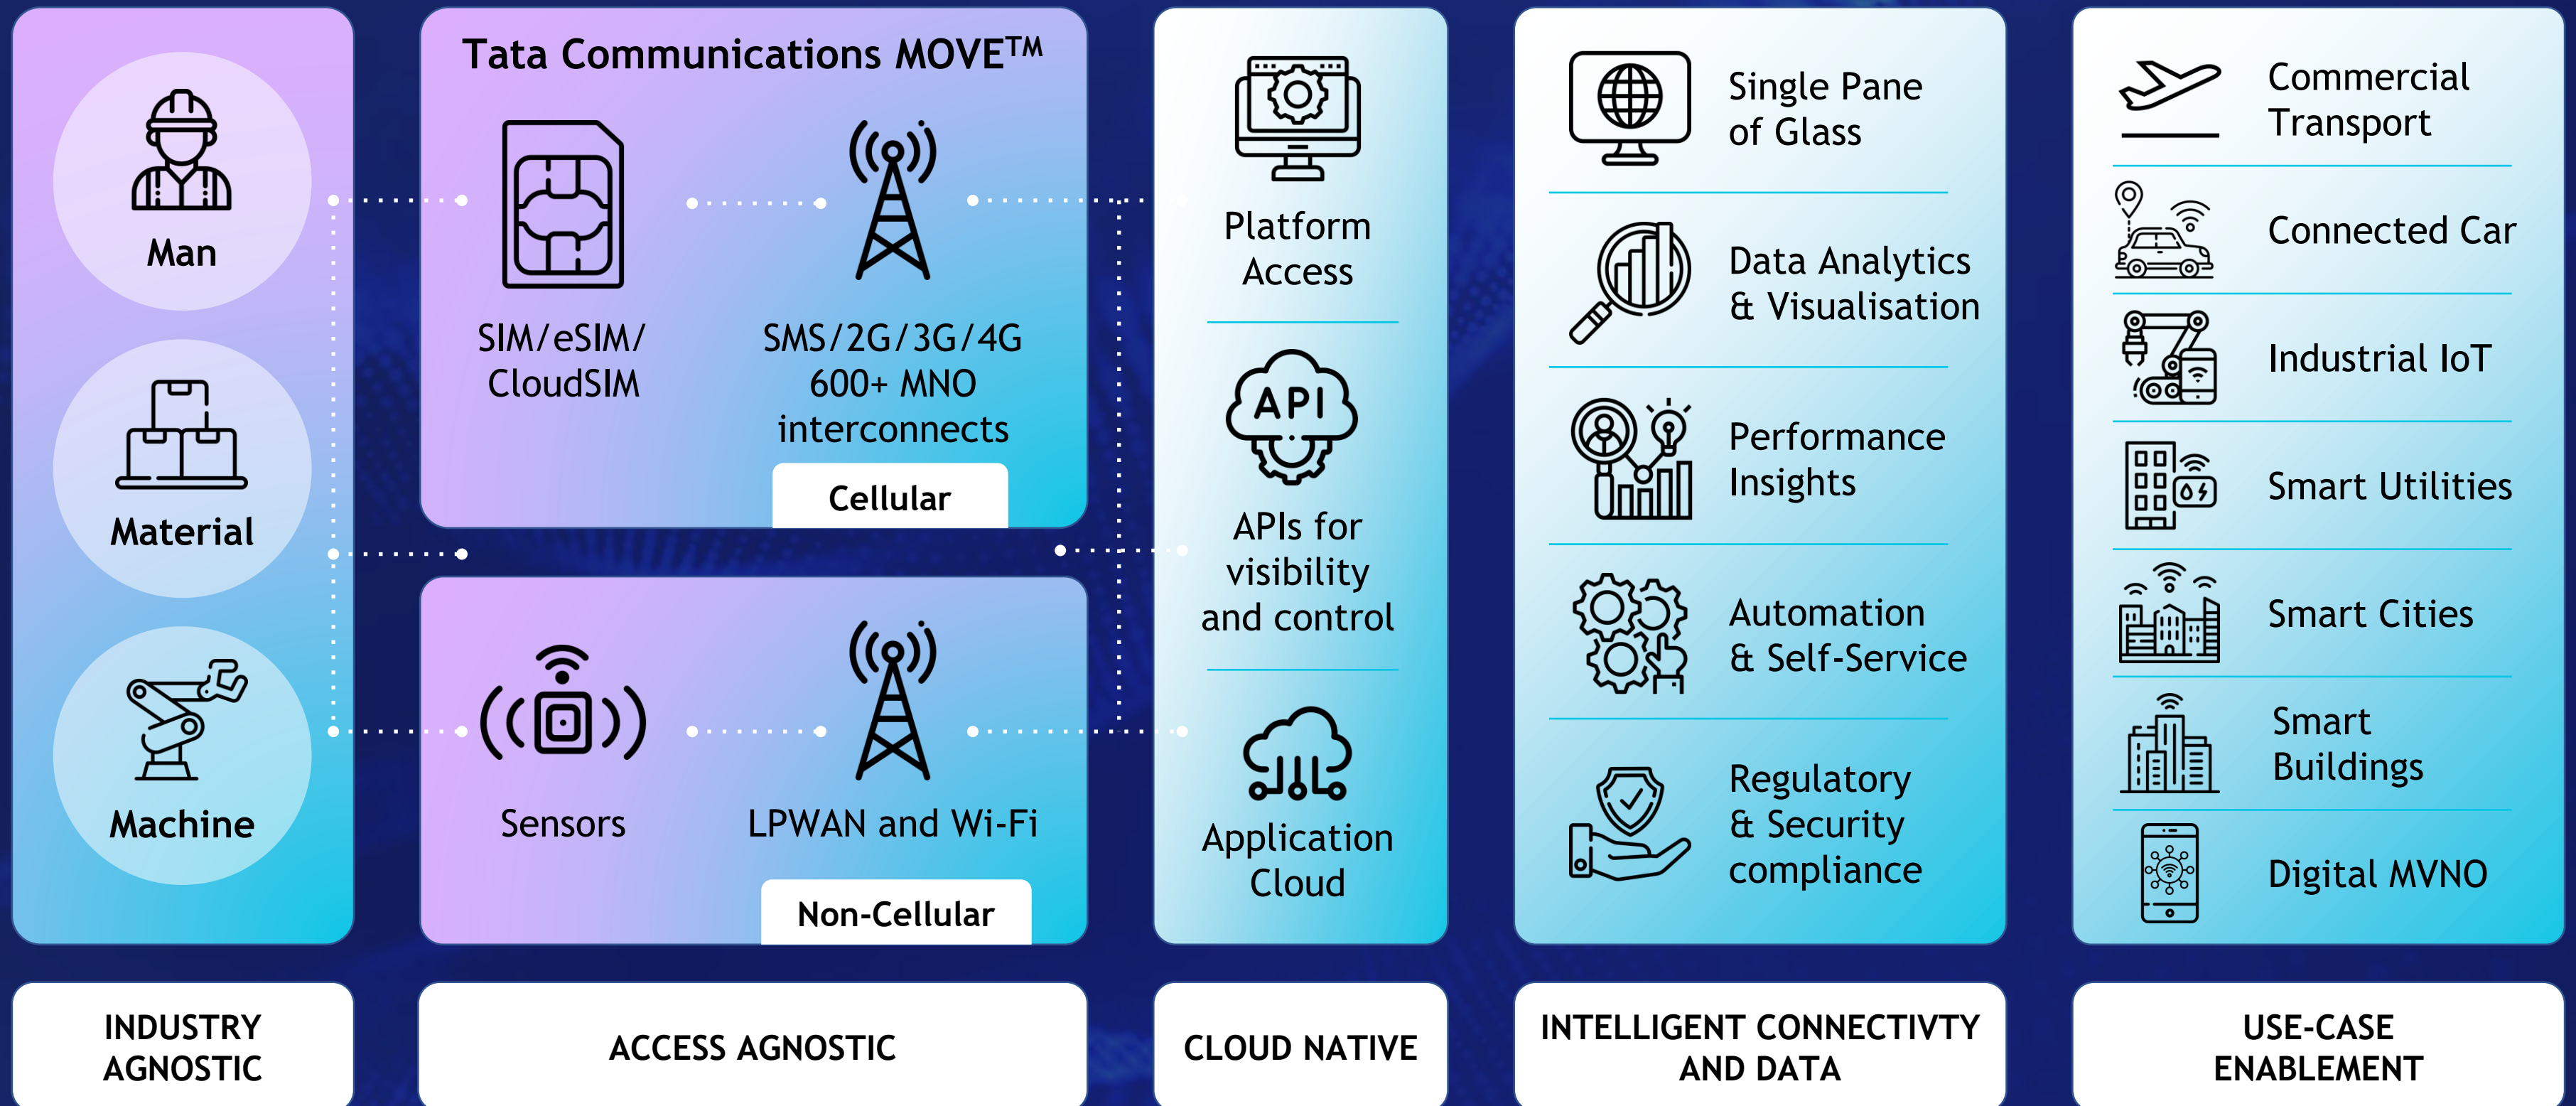 Man
Material
Machine
INDUSTRY
AGNOSTIC
Tata Communications MOVE™
SIM/eSIM/
CloudSIM
SMS/2G/3G/4G
600+ MNO
interconnects
Cellular
Sensors
LPWAN and Wi-Fi
Non-Cellular
ACCESS AGNOSTIC
Platform
Access
API
APIs for
visibility
and control
Application
Cloud
CLOUD NATIVE
Single Pane
of Glass
Data Analytics
& Visualisation
Performance
Insights
Automation
& Self-Service
Regulatory
& Security
compliance
INTELLIGENT CONNECTIVTY
AND DATA
Commercial
Transport
Connected Car
Industrial IoT
Smart Utilities
Smart Cities
Smart
Buildings
Digital MVNO
USE-CASE
ENABLEMENT